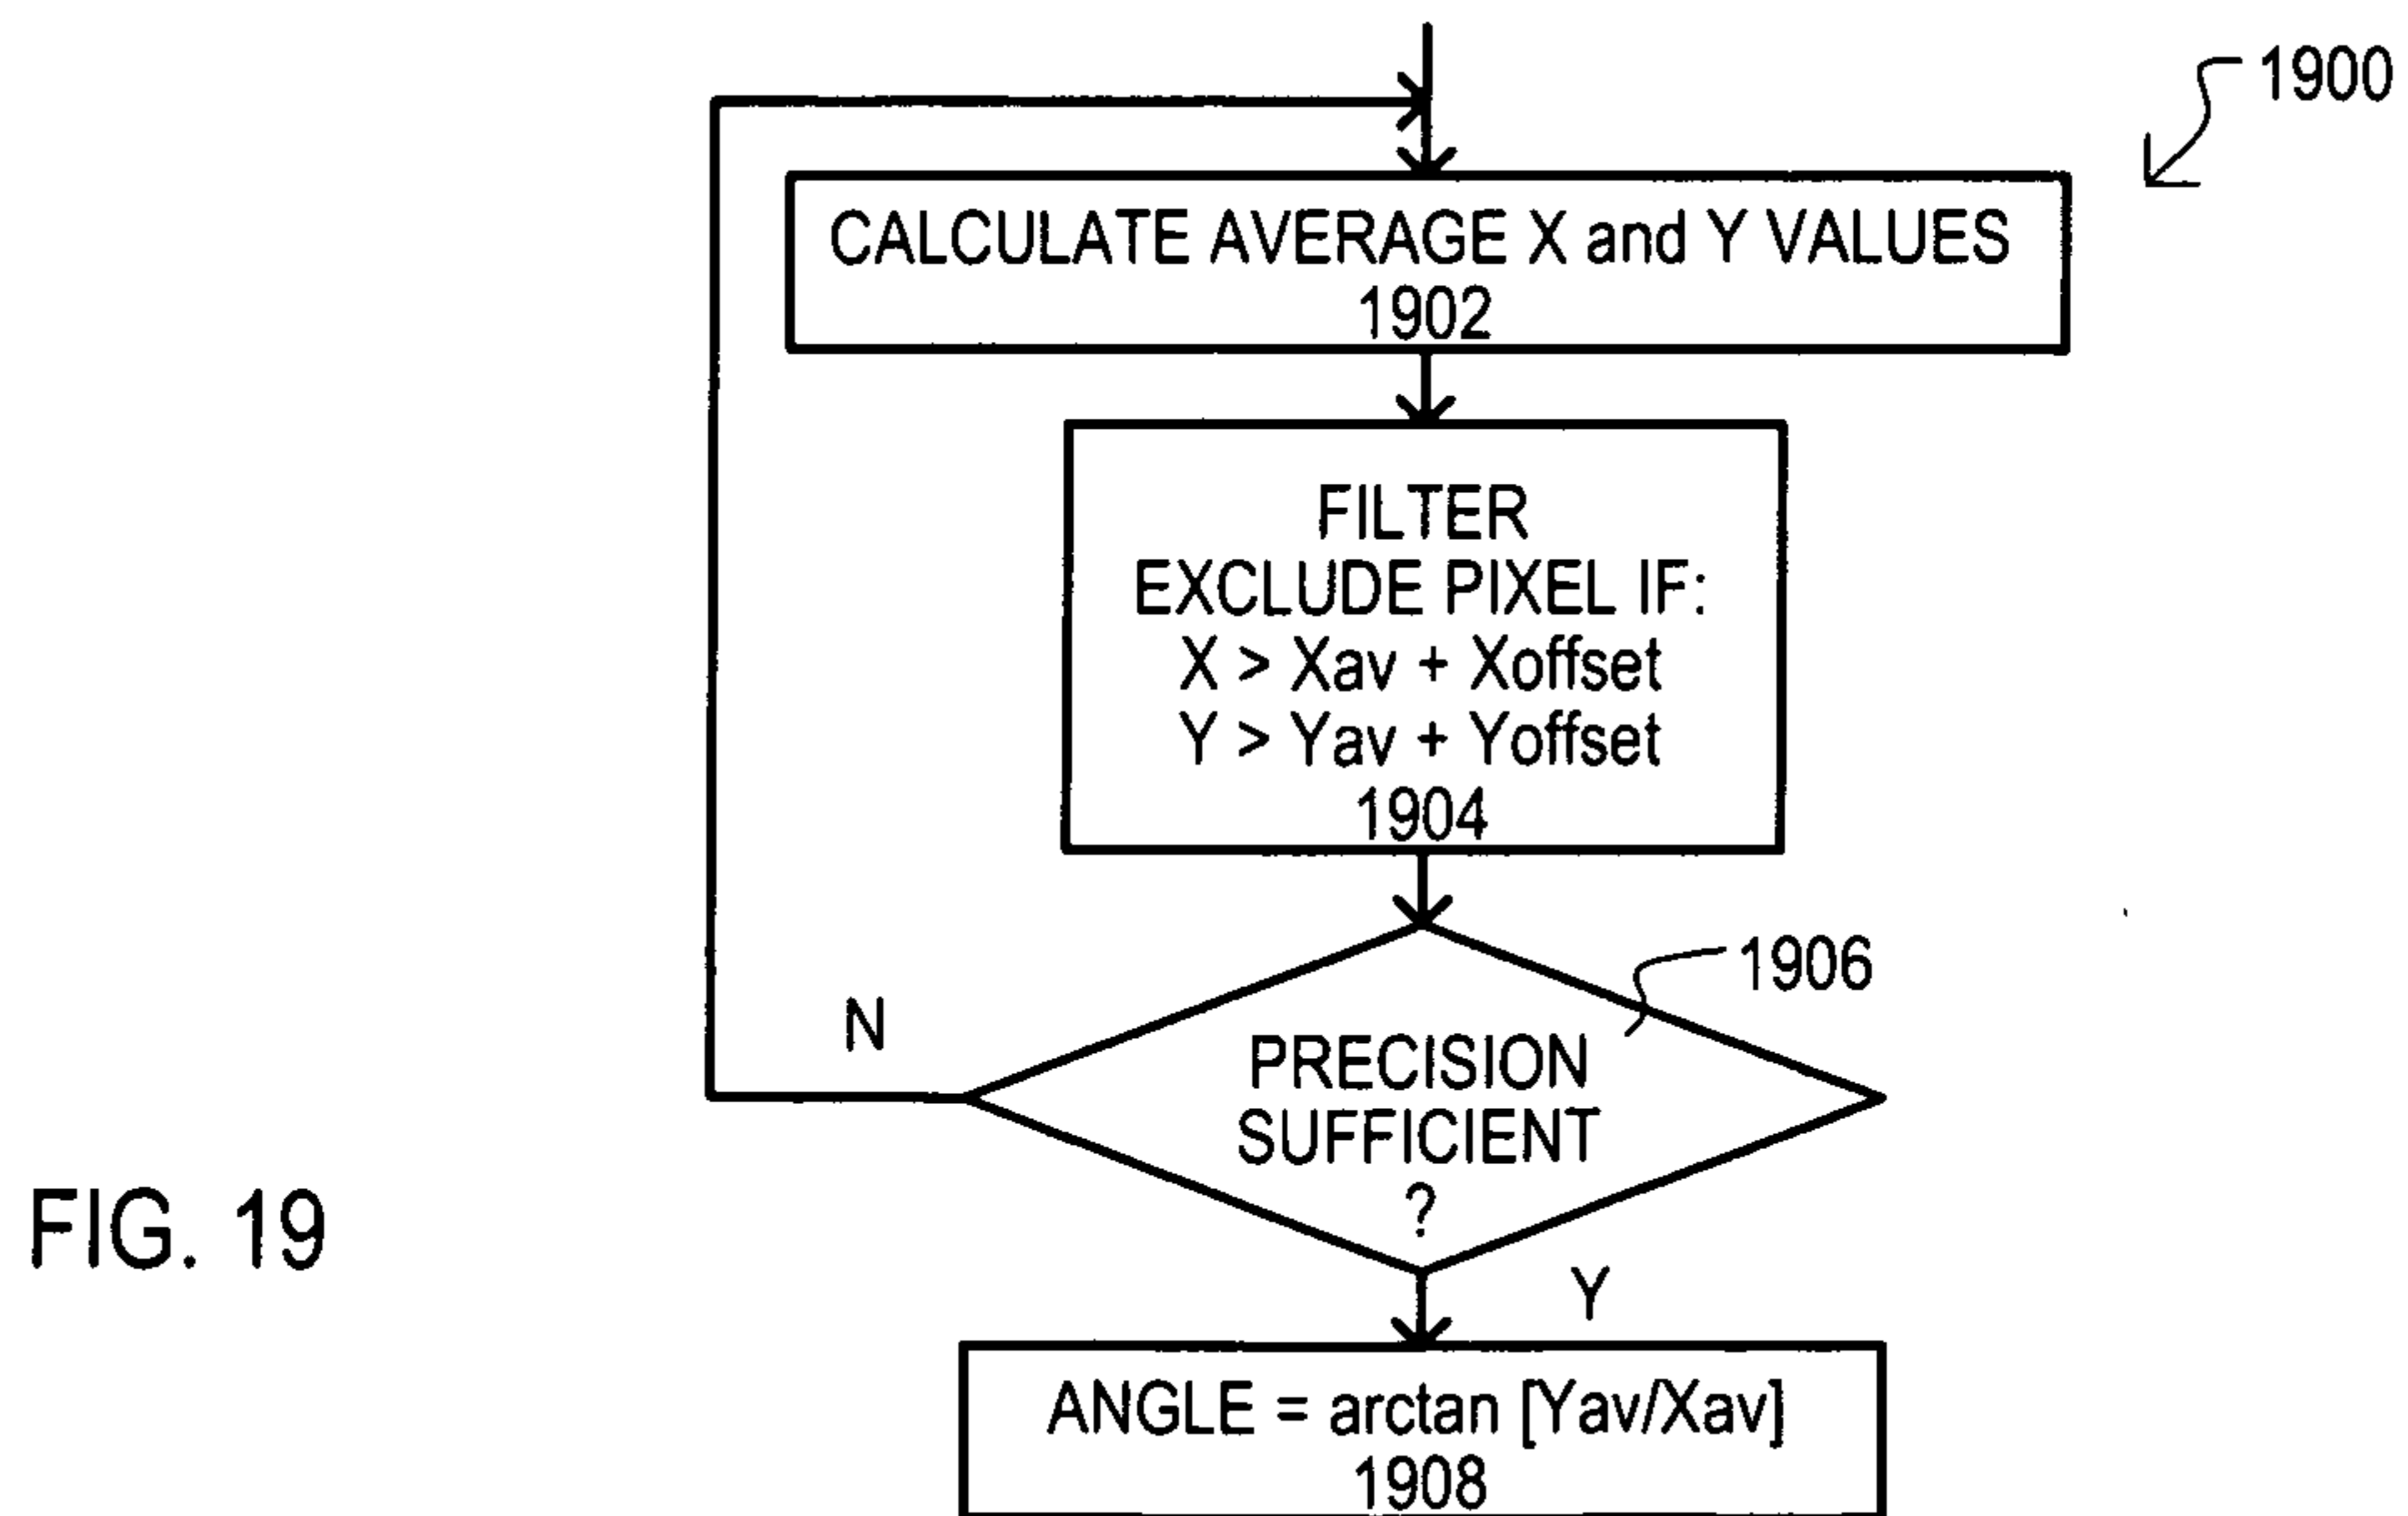 1900
CALCULATE AVERAGE X and Y VALUES
1902
FILTER
EXCLUDE PIXEL IF:
X > Xav + Xoffset
Y > Yav + Yoffset
1904
1906
N
PRECISION
SUFFICIENT
?
Y
FIG. 19
ANGLE = arctan [Yav/Xav]
1908